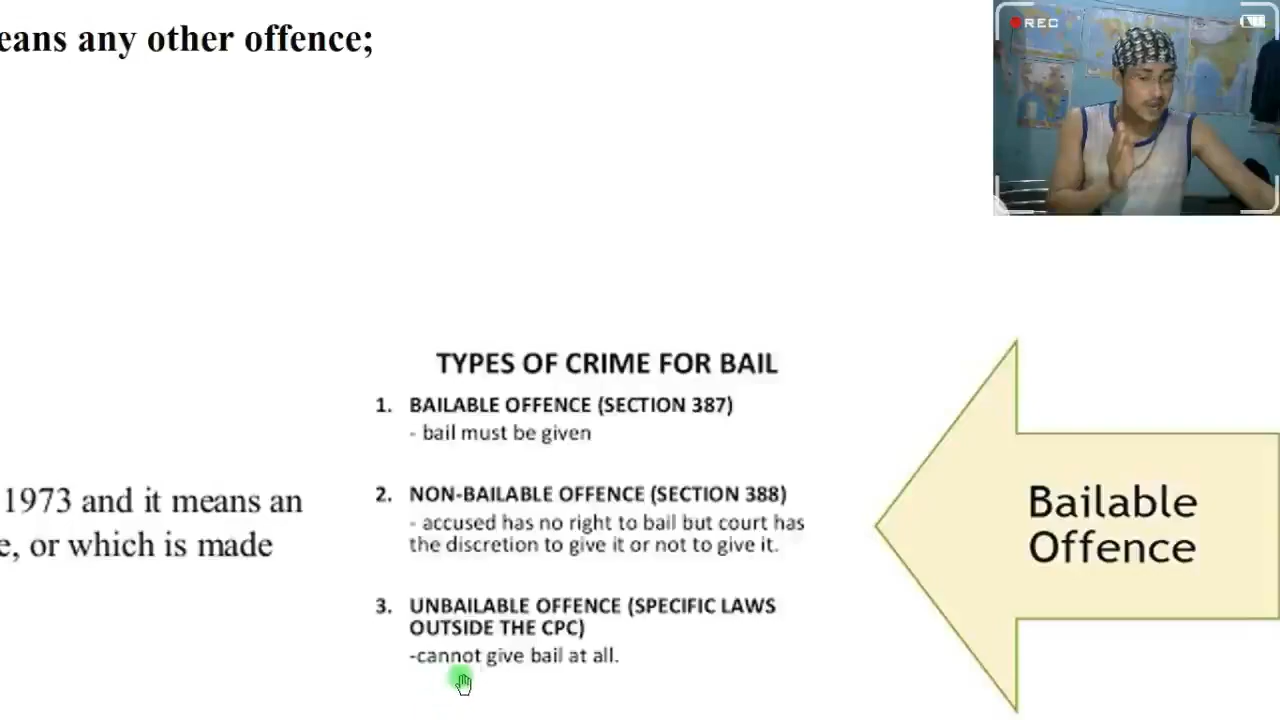 eans any other offence;
REC
TYPES OF CRIME FOR BAIL
1. BAILABLE OFFENCE (SECTION 387)
- bail must be given
2. NON-BAILABLE OFFENCE (SECTION 388)
- accused has no right to bail but court has
the discretion to give it or not to give it.
3. UNBAILABLE OFFENCE (SPECIFIC LAWS
OUTSIDE THE CPC)
-cannot give bail at all.
1973 and it means an
e, or which is made
Bailable
Offence